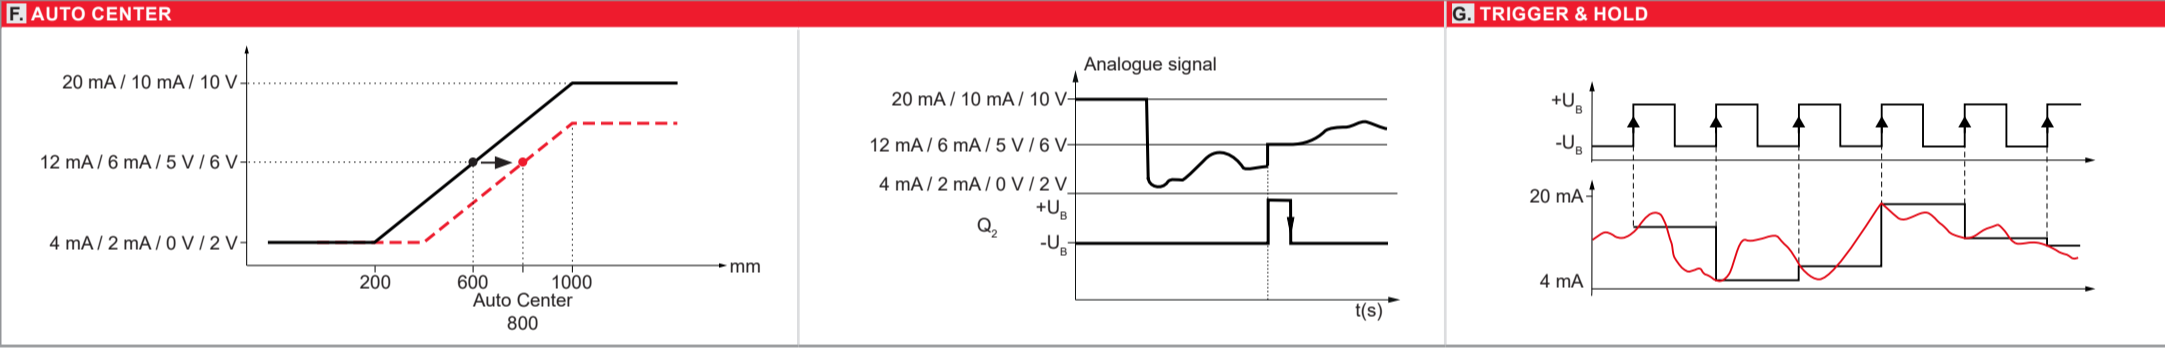 F. AUTO CENTER
20 mA / 10 mA / 10 V
12 mA / 6 mA / 5 V / 6 V
4 mA / 2 mA / 0 V / 2 V
mm
200 600 1000
Auto Center
800
Analogue signal
20 mA / 10 mA / 10 V
12 mA / 6 mA / 5 V / 6 V
4 mA / 2 mA / 0 V / 2 V
+UB
Q2
-UB
t(s)
G. TRIGGER & HOLD
+UB
-UB
20 mA
4 mA